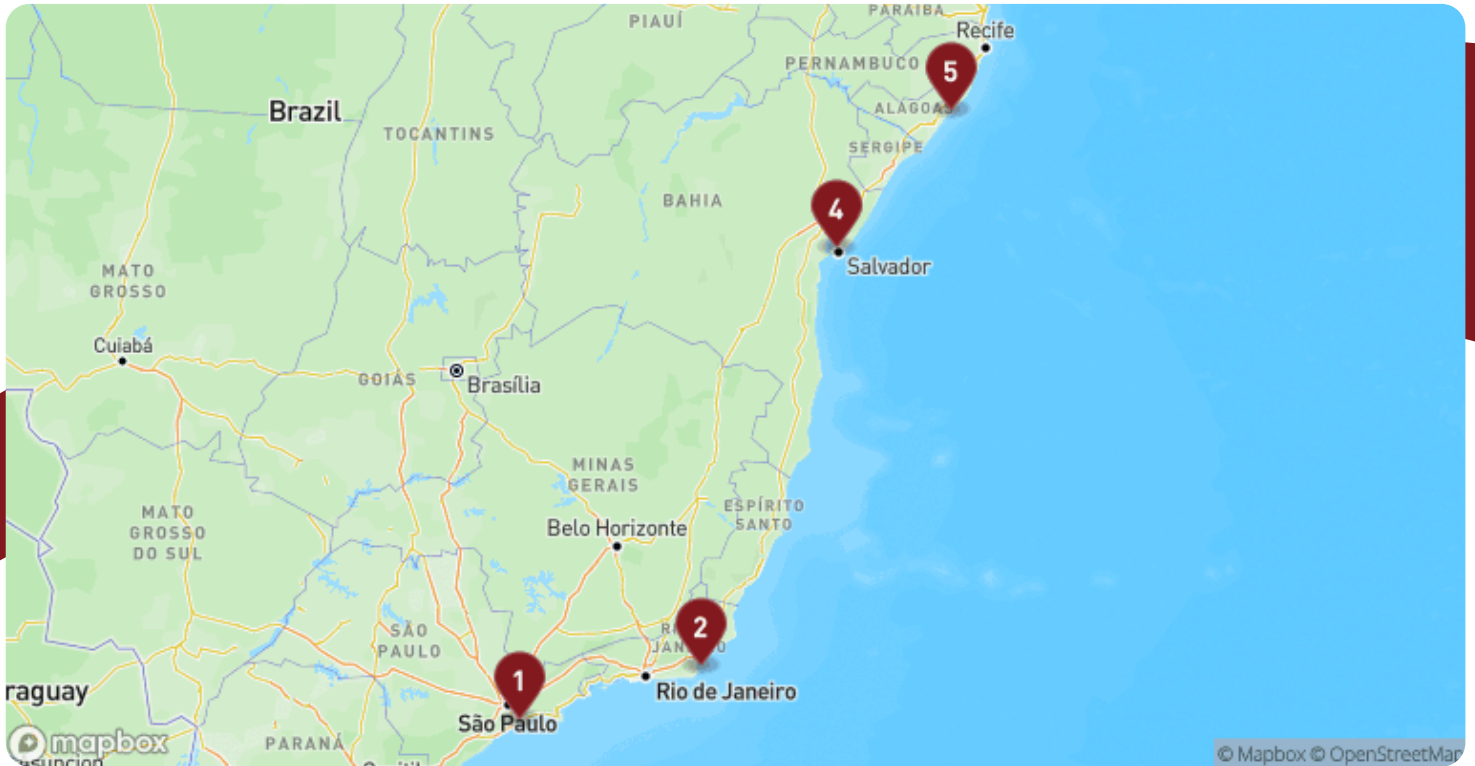 PARAÍBA
PIAUÍ
Recife
PERNAMBUCO
5
Brazil
ALAGOAS
TOCANTINS
SERGIPE
BAHIA
4
Salvador
MATO
GROSSO
Cuiabá
GOIÁS
Brasília
MINAS
GERAIS
ESPÍRITO
SANTO
MATO
GROSSO
DO SUL
Belo Horizonte
SÃO
PAULO
2
1
Rio de Janeiro
raguay
São Paulo
PARANÁ
mapbox
© Mapbox © OpenStreetMap